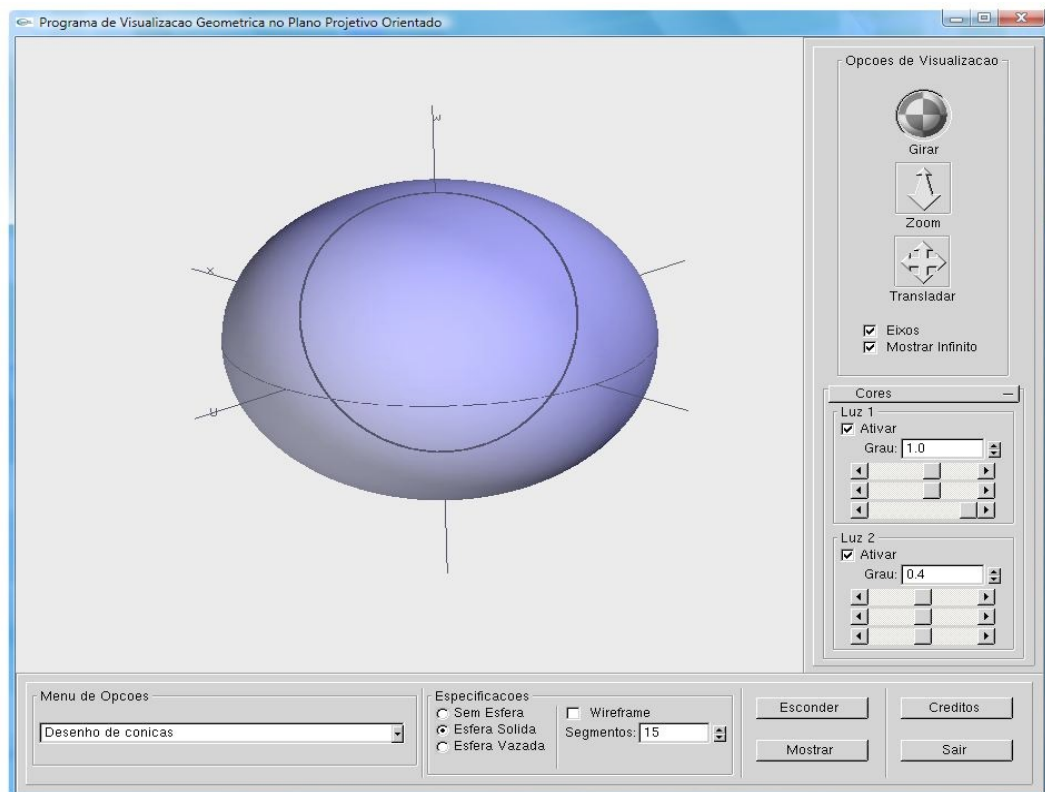 Programa de Visualizacao Geometrica no Plano Projetivo Orientado
w
x
U
Opcoes de Visualizacao
Girar
Zoom
Transladar
Eixos
Mostrar Infinito
Cores
Luz 1
Ativar
Grau: 1.0
Luz 2
Ativar
Grau: 0.4
Menu de Opcoes
Desenho de conicas
Especificacoes
Sem Esfera
Esfera Solida
Esfera Vazada
Wireframe
Segmentos: 15
Esconder
Creditos
Mostrar
Sair